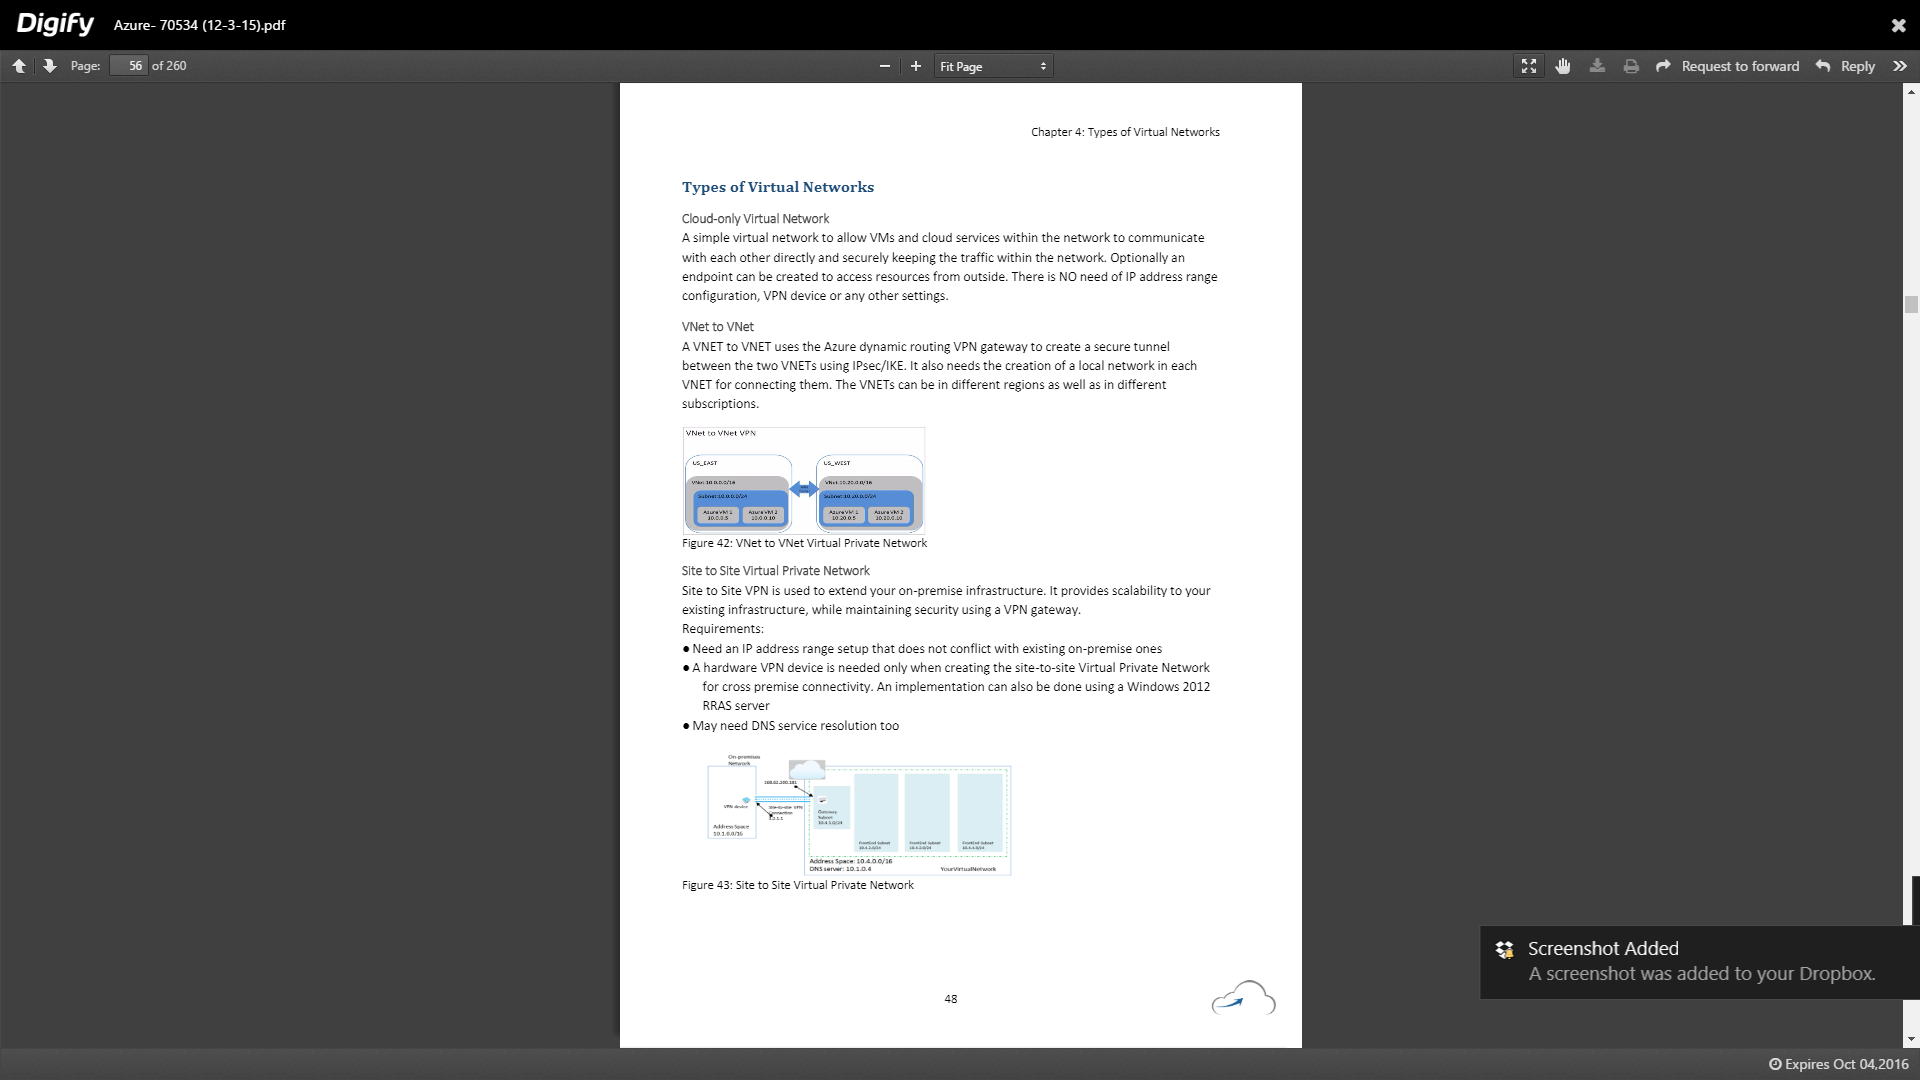 Digify Azure- 70534 (12-3-15).pdf
Page: 56 of 260
Fit Page
Request to forward
Reply
Chapter 4: Types of Virtual Networks
Types of Virtual Networks
Cloud-only Virtual Network
A simple virtual network to allow VMs and cloud services within the network to communicate
with each other directly and securely keeping the traffic within the network. Optionally an
endpoint can be created to access resources from outside. There is NO need of IP address range
configuration, VPN device or any other settings.
VNet to VNet
A VNET to VNET uses the Azure dynamic routing VPN gateway to create a secure tunnel
between the two VNETs using IPsec/IKE. It also needs the creation of a local network in each
VNET for connecting them. The VNETs can be in different regions as well as in different
subscriptions.
VNet to VNet VPN
US_EAST
VNet:10.0.0.0/16
Subnet:10.0.0.0/24
Azure VM 1
10.0.0.5
Azure VM 2
10.0.0.10
US_WEST
VNet:10.20.0.0/16
Subnet:10.20.0.0/24
Azure VM 1
10.20.0.5
Azure VM 2
10.20.0.10
Figure 42: VNet to VNet Virtual Private Network
Site to Site Virtual Private Network
Site to Site VPN is used to extend your on-premise infrastructure. It provides scalability to your
existing infrastructure, while maintaining security using a VPN gateway.
Requirements:
● Need an IP address range setup that does not conflict with existing on-premise ones
● A hardware VPN device is needed only when creating the site-to-site Virtual Private Network
for cross premise connectivity. An implementation can also be done using a Windows 2012
RRAS server
● May need DNS service resolution too
On-premises
Network
VPN device
Address Space
10.1.0.0/16
Site-to-site VPN
Connection
Gateway
Subnet
FrontEnd Subnet
FrontEnd Subnet
FrontEnd Subnet
Address Space: 10.4.0.0/16
DNS server: 10.1.0.4
YourVirtualNetwork
Figure 43: Site to Site Virtual Private Network
48
Screenshot Added
A screenshot was added to your Dropbox.
Expires Oct 04,2016